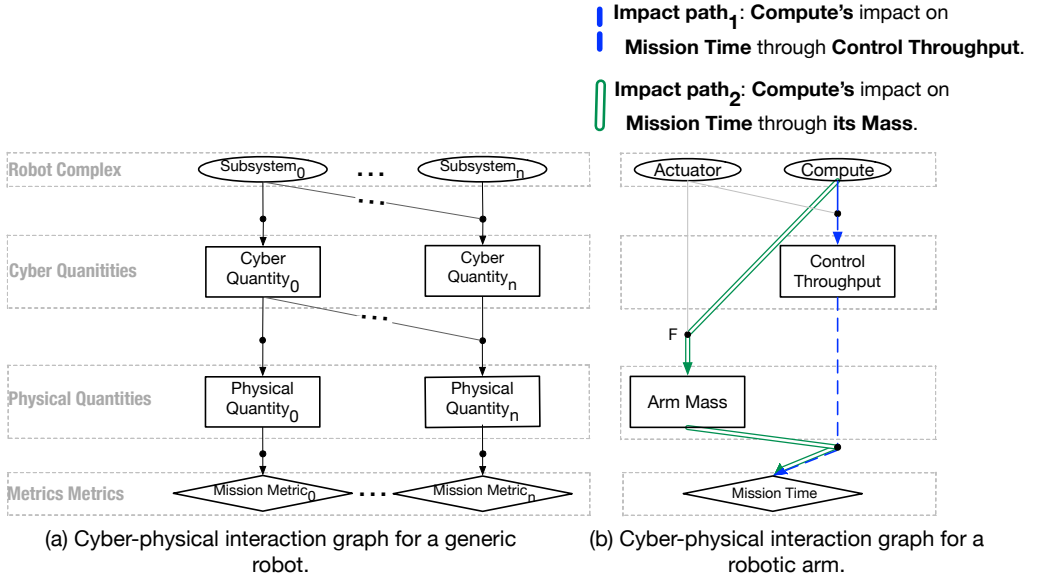 Impact path1: Compute's impact on
Mission Time through Control Throughput.
Impact path2: Compute's impact on
Mission Time through its Mass.
Robot Complex
Subsystem0
...
Subsystemn
Actuator
Compute
...
Cyber Quanitities
Cyber
Quantity0
Cyber
Quantityn
Control
Throughput
...
F
Physical Quantities
Physical
Quantity0
Physical
Quantityn
Arm Mass
Metrics Metrics
Mission Metric0
...
Mission Metricn
Mission Time
(a) Cyber-physical interaction graph for a generic
robot.
(b) Cyber-physical interaction graph for a
robotic arm.